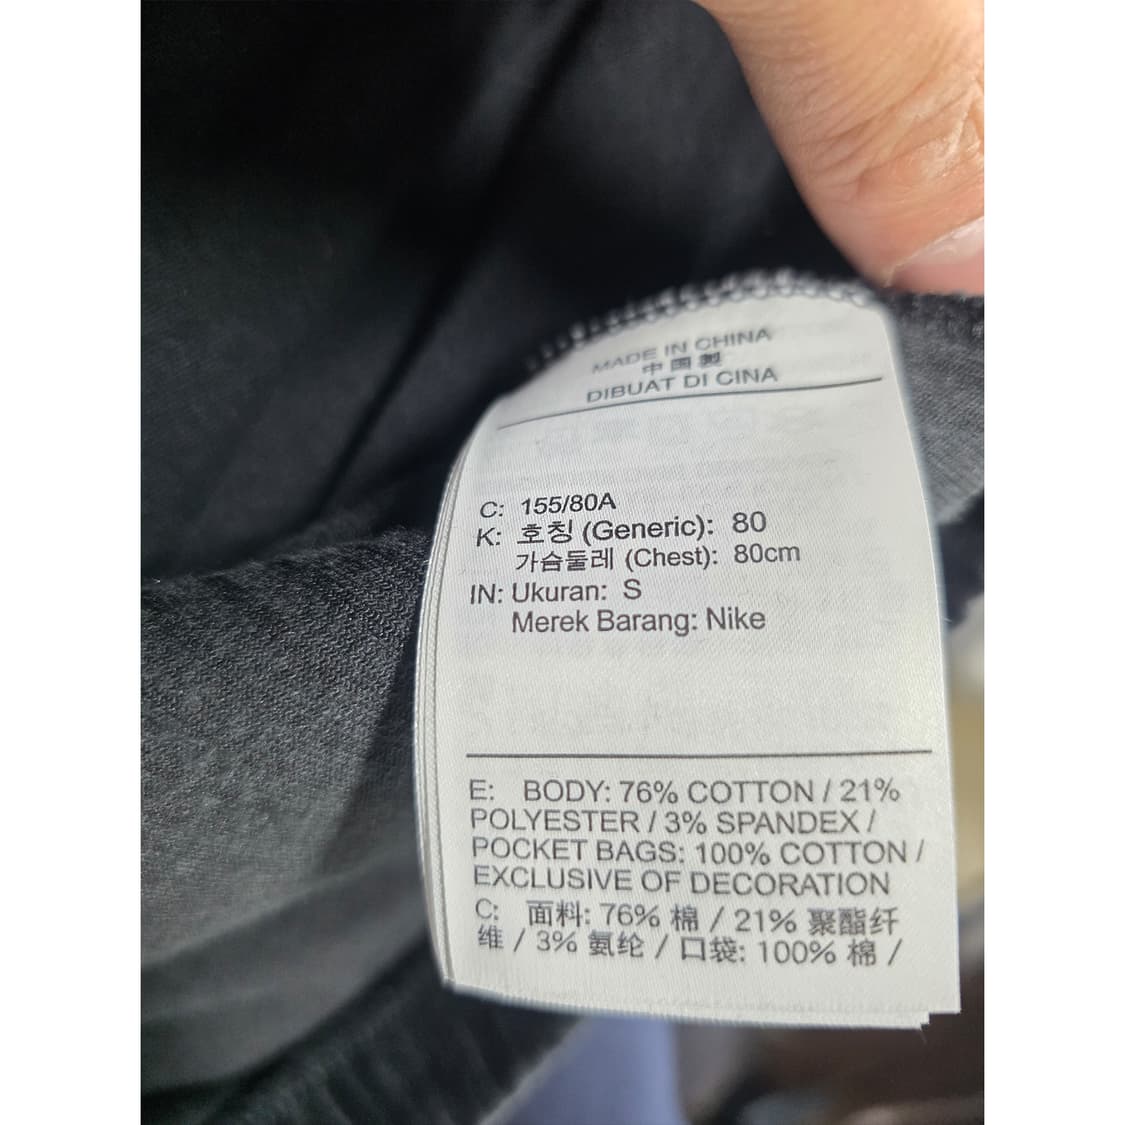 MADE IN CHINA
中国製
DIBUAT DI CINA
C: 155/80A
K: 호칭 (Generic): 80
가슴둘레 (Chest): 80cm
IN: Ukuran: S
Merek Barang: Nike
E: BODY: 76% COTTON / 21%
POLYESTER / 3% SPANDEX /
POCKET BAGS: 100% COTTON /
EXCLUSIVE OF DECORATION
C: 面料: 76% 棉 / 21% 聚酯纤
维 / 3% 氨纶 / 口袋: 100% 棉 /